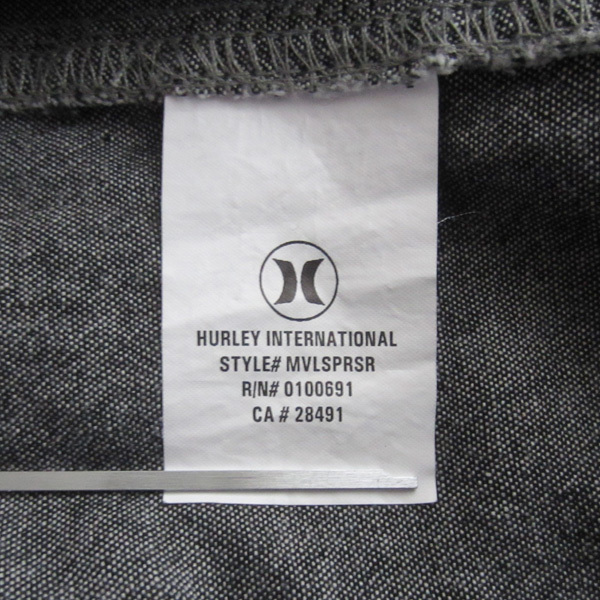 HURLEY INTERNATIONAL
STYLE# MVLSPRSR
R/N# 0100691
CA # 28491